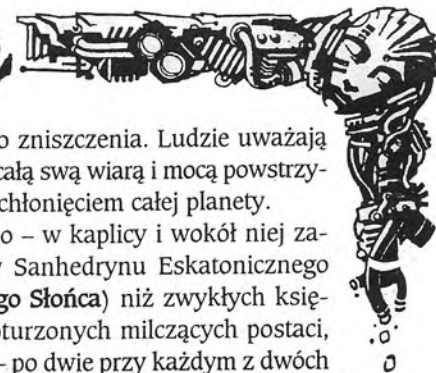 o zniszczenia. Ludzie uważają
całą swą wiarą i mocą powstrzy-
chłonięciem całej planety.
o – w kaplicy i wokół niej za-
y Sanhedrynu Eskatonicznego
go Słońca) niż zwykłych księ-
pturzonych milczących postaci,
– po dwie przy każdym z dwóch